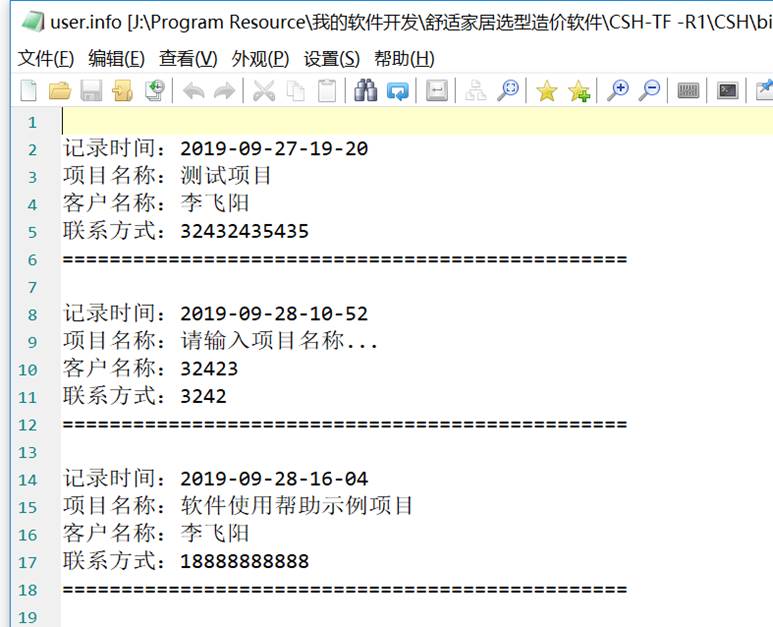 user.info [J:\Program Resource\我的软件开发\舒适家居选型造价软件\CSH-TF -R1\CSH\bi
文件(F) 编辑(E) 查看(V) 外观(P) 设置(S) 帮助(H)
1
2 记录时间：2019-09-27-19-20
3 项目名称：测试项目
4 客户名称：李飞阳
5 联系方式：32432435435
6 ================================================
7
8 记录时间：2019-09-28-10-52
9 项目名称：请输入项目名称...
10 客户名称：32423
11 联系方式：3242
12 ================================================
13
14 记录时间：2019-09-28-16-04
15 项目名称：软件使用帮助示例项目
16 客户名称：李飞阳
17 联系方式：18888888888
18 ================================================
19